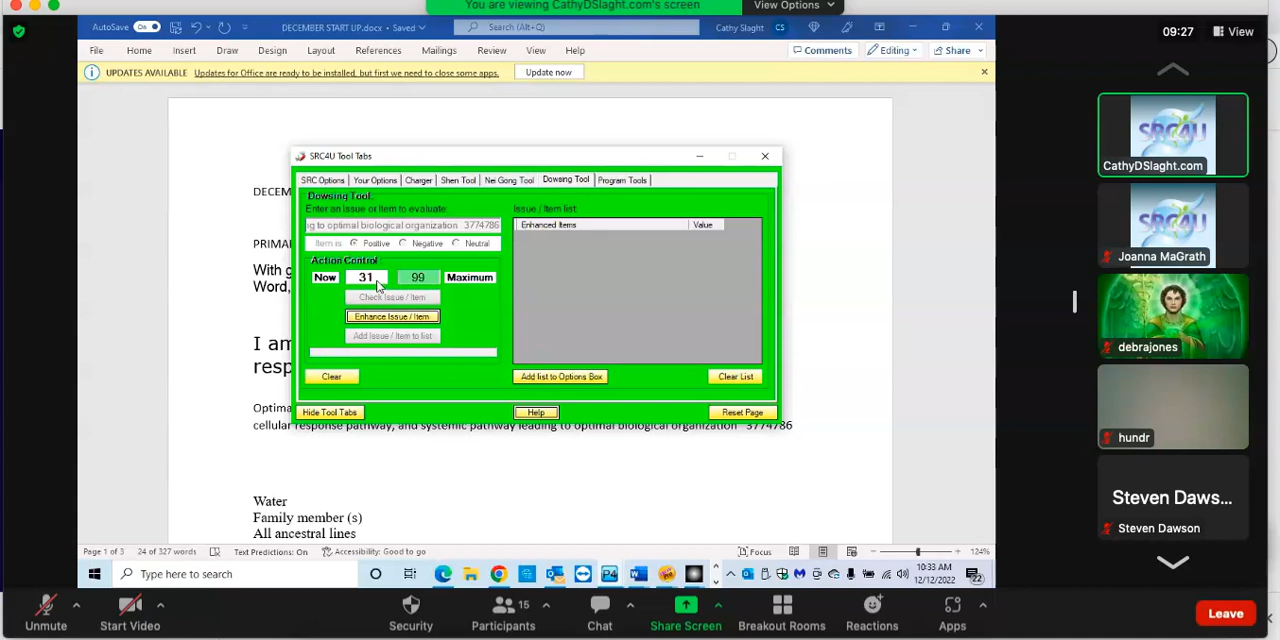 You are viewing CathyDSlaght.com's screen
View Options
AutoSave On
DECEMBER START UP.docx • Saved
Search (Alt+Q)
Cathy Slaght CS
09:27
View
File Home Insert Draw Design Layout References Mailings Review View Help
Comments Editing Share
UPDATES AVAILABLE Updates for Office are ready to be installed, but first we need to close some apps. Update now
DECEM
PRIMAR
With g
Word,
I am
resp
Optima
cellular response pathway, and systemic pathway leading to optimal biological organization 3774786
Water
Family member (s)
All ancestral lines
SRC4U Tool Tabs
SRC Options Your Options Charger Shen Tool Nei Gong Tool Dowsing Tool Program Tools
Dowsing Tool:
Enter an issue or item to evaluate:
ng to optimal biological organization 3774786
Item is Positive Negative Neutral
Action Control
Now 31 99 Maximum
Check Issue / Item
Enhance Issue / Item
Add Issue / Item to list
Clear
Issue / Item list:
Enhanced Items Value
Add list to Options Box Clear List
Hide Tool Tabs Help Reset Page
Page 1 of 3 24 of 327 words Text Predictions: On Accessibility: Good to go Focus 124%
Type here to search
10:33 AM
12/12/2022
22
SRC4U
CathyDSlaght.com
SRC4U
Joanna MaGrath
debrajones
hundr
Steven Daws...
Steven Dawson
Unmute Start Video Security Participants 15 Chat Share Screen Breakout Rooms Reactions Apps Leave